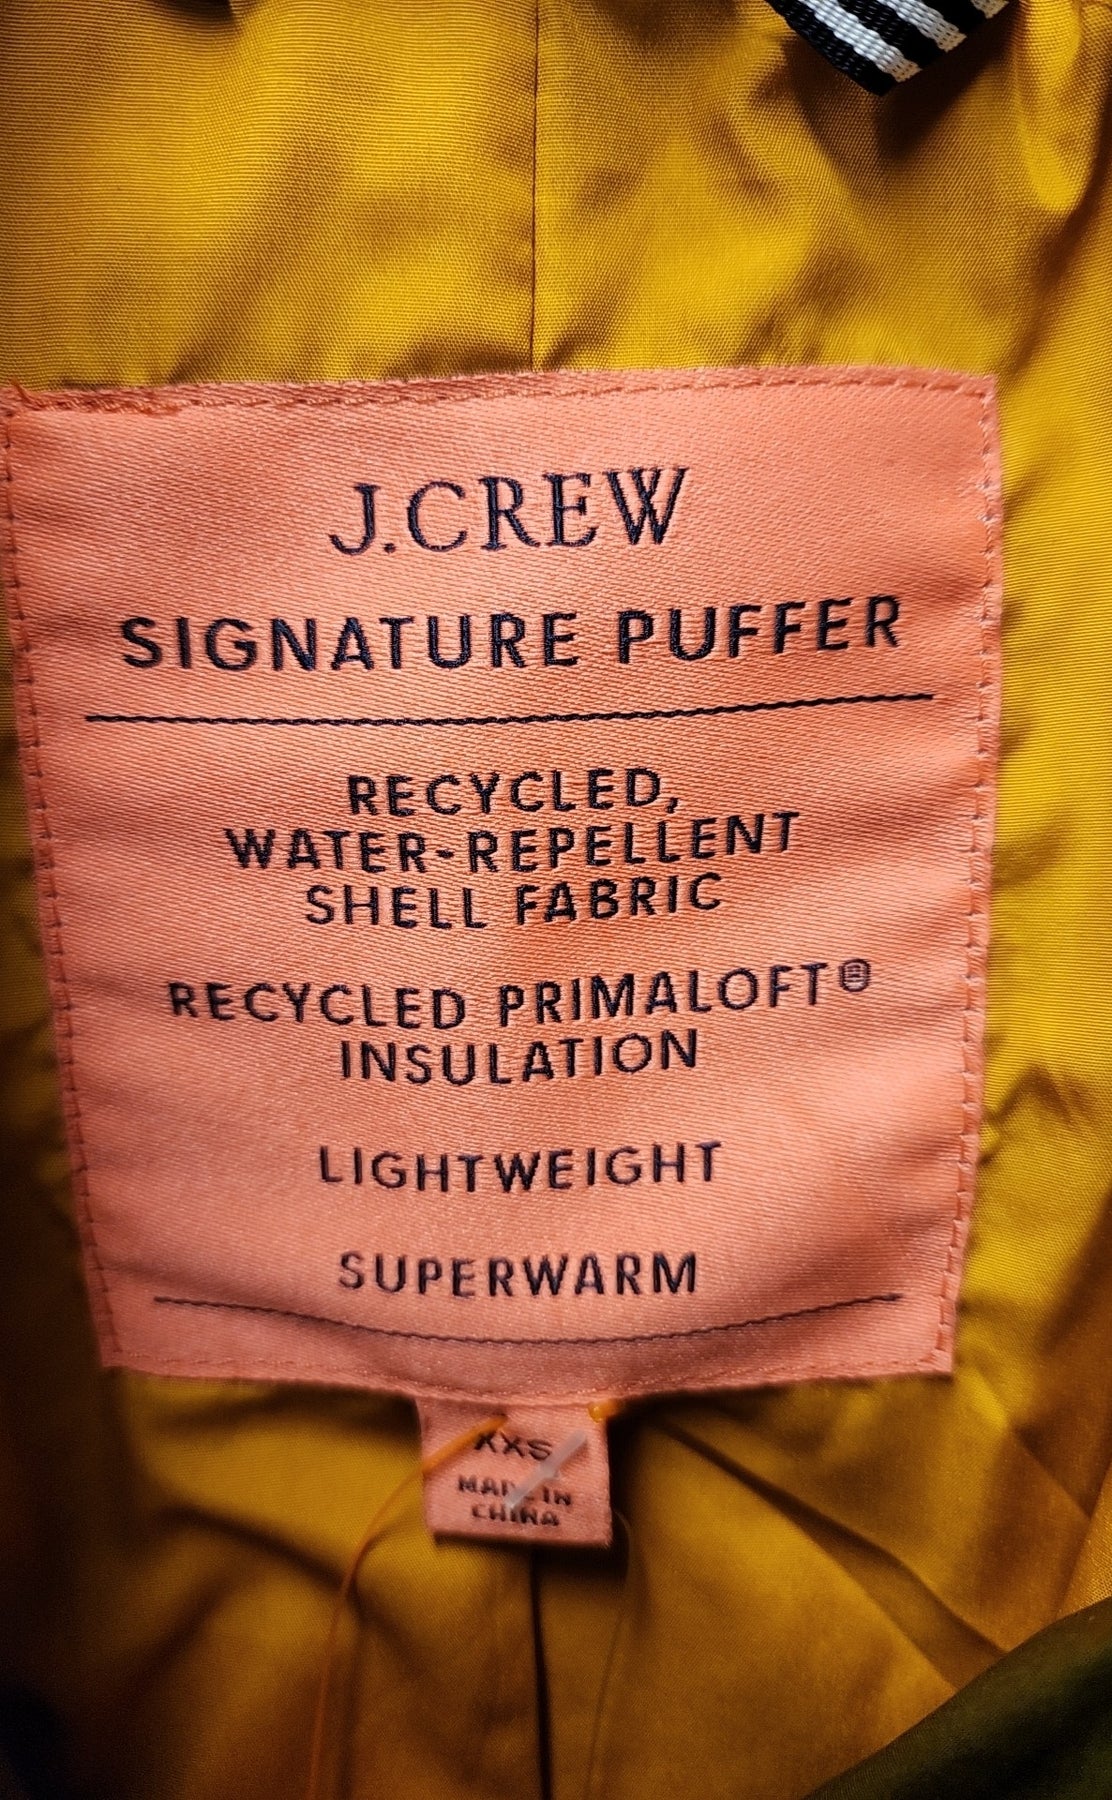 J.CREW
SIGNATURE PUFFER
RECYCLED,
WATER-REPELLENT
SHELL FABRIC
RECYCLED PRIMALOFT®
INSULATION
LIGHTWEIGHT
SUPERWARM
XXS
MADE IN
CHINA